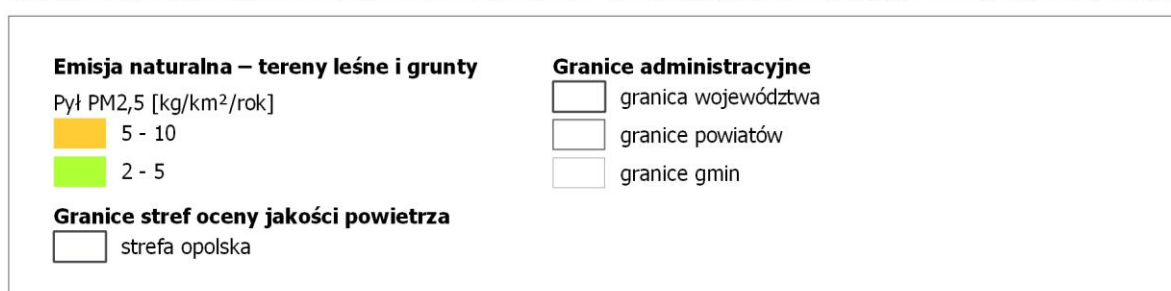 Emisja naturalna – tereny leśne i grunty
Pył PM2,5 [kg/km²/rok]
5 - 10
2 - 5
Granice stref oceny jakości powietrza
strefa opolska
Granice administracyjne
granica województwa
granice powiatów
granice gmin